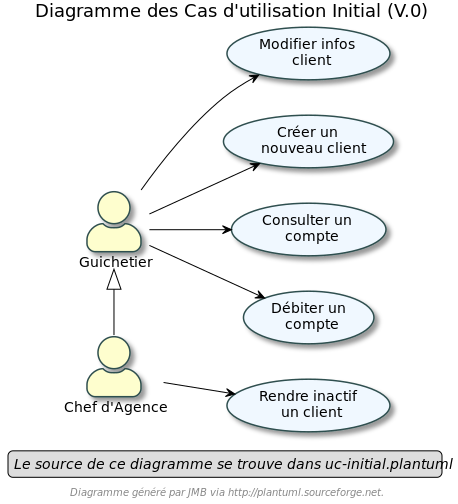 Diagramme des Cas d'utilisation Initial (V.0)
Modifier infos
client
Créer un
nouveau client
Consulter un
compte
Guichetier
Débiter un
compte
Rendre inactif
un client
Chef d'Agence
Le source de ce diagramme se trouve dans uc-initial.plantuml
Diagramme généré par JMB via http://plantuml.sourceforge.net.